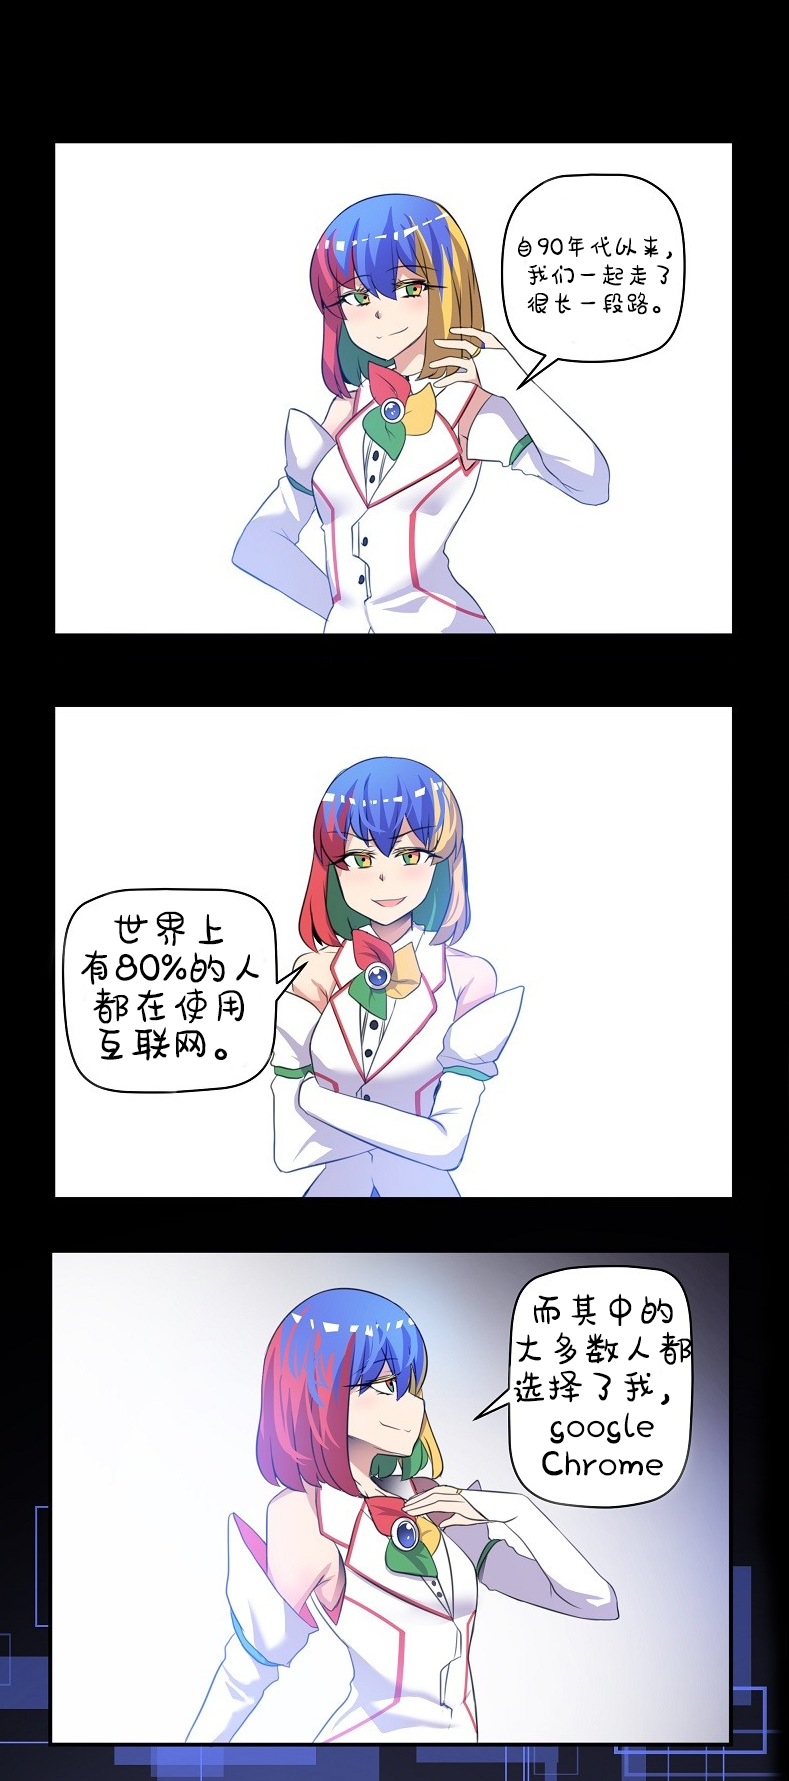 自90年代以来,
我们一起走了
很长一段路。
世界上
有80%的人
都在使用
互联网。
而其中的
大多数人都
选择了我,
google
Chrome